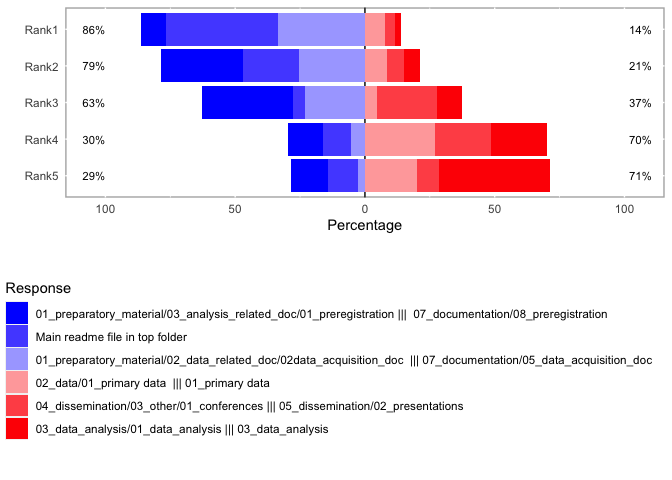 Rank1 86% 14%
Rank2 79% 21%
Rank3 63% 37%
Rank4 30% 70%
Rank5 29% 71%
100 50 0 50 100
Percentage
Response
01_preparatory_material/03_analysis_related_doc/01_preregistration |||  07_documentation/08_preregistration
Main readme file in top folder
01_preparatory_material/02_data_related_doc/02data_acquisition_doc  ||| 07_documentation/05_data_acquisition_doc
02_data/01_primary data  ||| 01_primary data
04_dissemination/03_other/01_conferences ||| 05_dissemination/02_presentations
03_data_analysis/01_data_analysis ||| 03_data_analysis